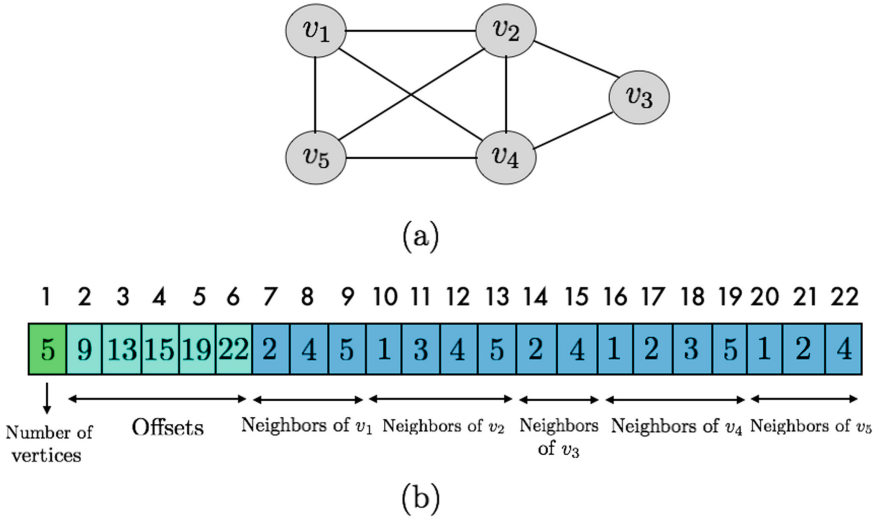 v1 v2
v3
v5 v4
(a)
1 2 3 4 5 6 7 8 9 10 11 12 13 14 15 16 17 18 19 20 21 22
5 9 13 15 19 22 2 4 5 1 3 4 5 2 4 1 2 3 5 1 2 4
Number of
vertices
Offsets
Neighbors of v1
Neighbors of v2
Neighbors
of v3
Neighbors of v4
Neighbors of v5
(b)